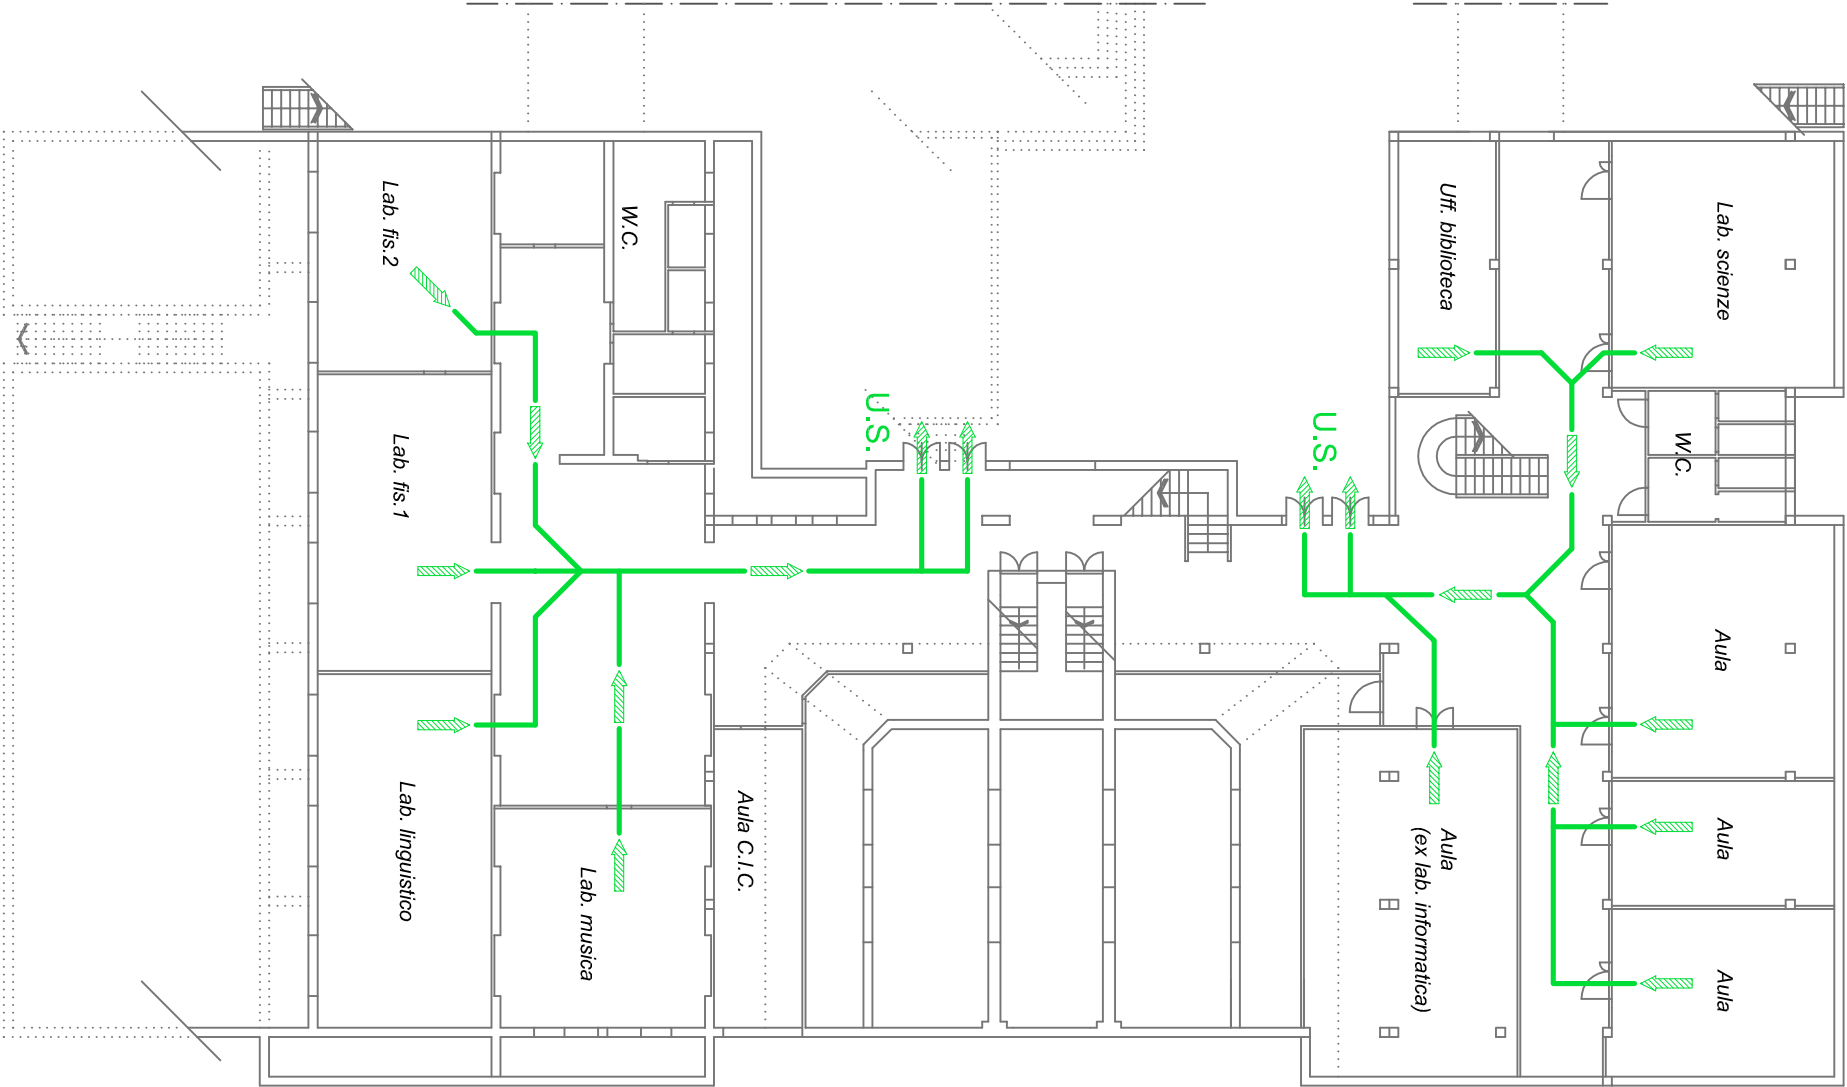 Lab. fis.2
W.C.
Uff. biblioteca
Lab. scienze
U.S.
U.S.
Lab. fis.1
W.C.
Aula
Lab. linguistico
Lab. musica
Aula C.I.C.
Aula
(ex lab. informatica)
Aula
Aula